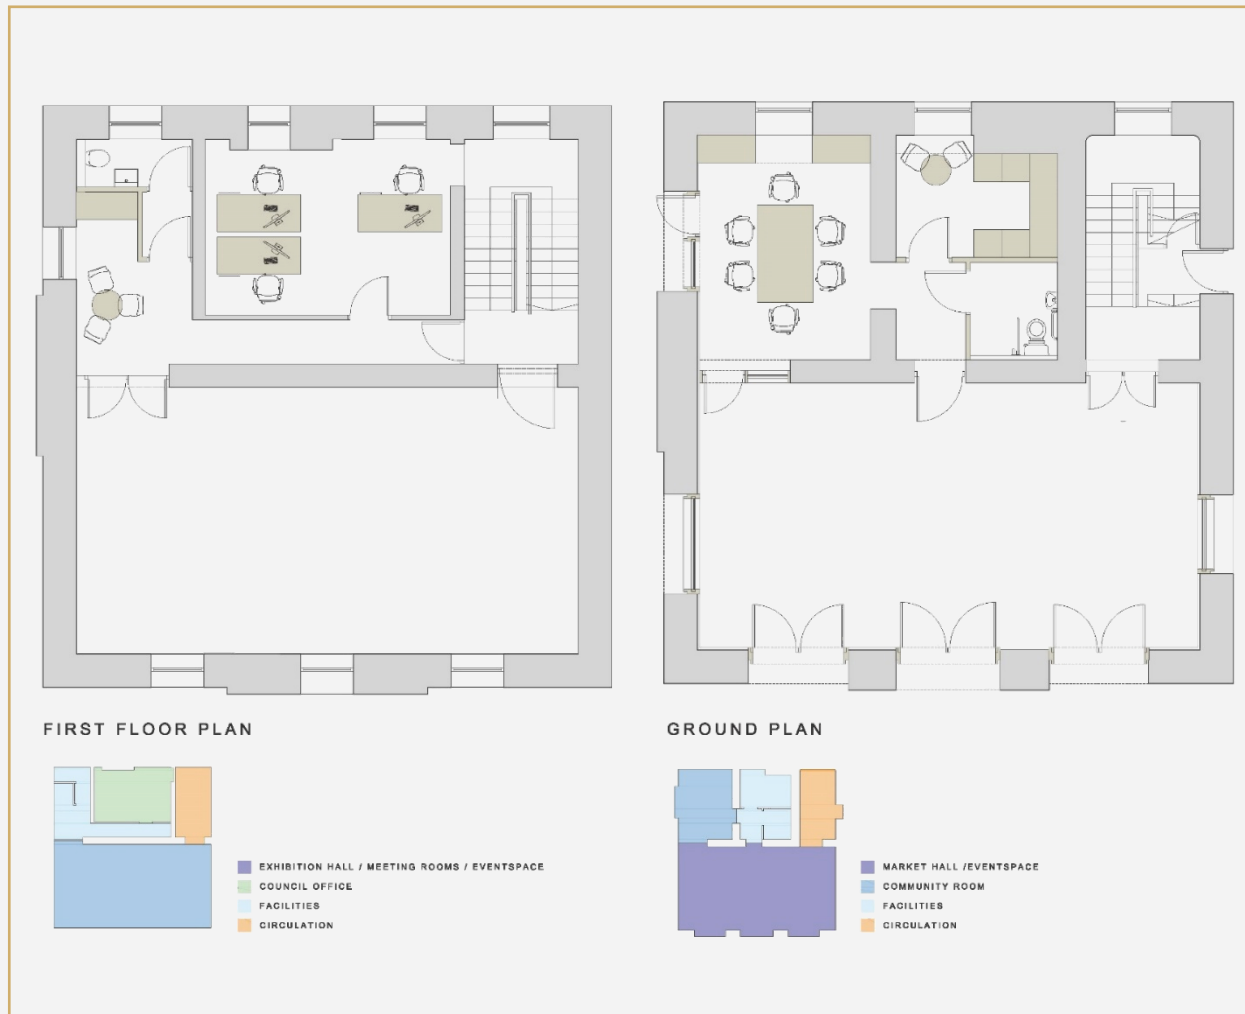 FIRST FLOOR PLAN
EXHIBITION HALL / MEETING ROOMS / EVENTSPACE
COUNCIL OFFICE
FACILITIES
CIRCULATION
GROUND PLAN
MARKET HALL /EVENTSPACE
COMMUNITY ROOM
FACILITIES
CIRCULATION